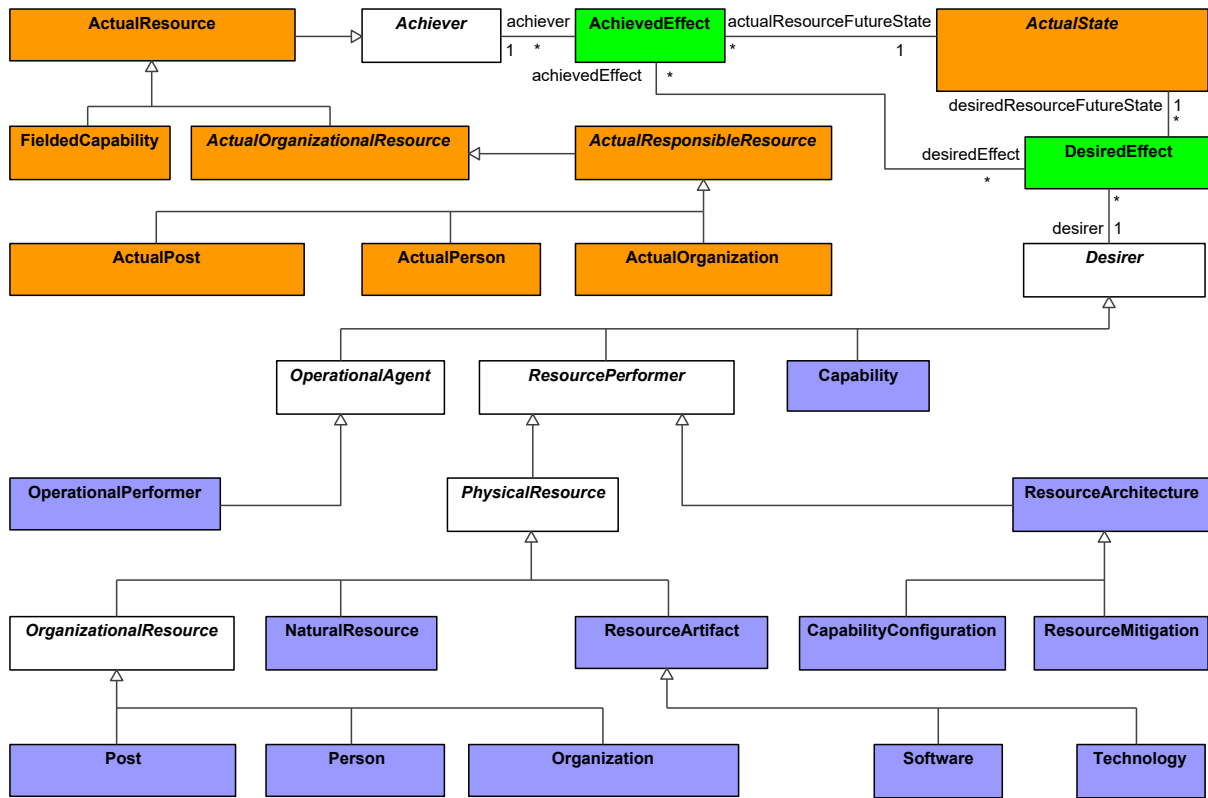 ActualResource
Achiever
achiever
1
*
AchievedEffect
actualResourceFutureState
*
1
ActualState
achievedEffect
*
desiredResourceFutureState
1
*
FieldedCapability
ActualOrganizationalResource
ActualResponsibleResource
desiredEffect
*
DesiredEffect
*
desirer
1
ActualPost
ActualPerson
ActualOrganization
Desirer
OperationalAgent
ResourcePerformer
Capability
OperationalPerformer
PhysicalResource
ResourceArchitecture
OrganizationalResource
NaturalResource
ResourceArtifact
CapabilityConfiguration
ResourceMitigation
Post
Person
Organization
Software
Technology